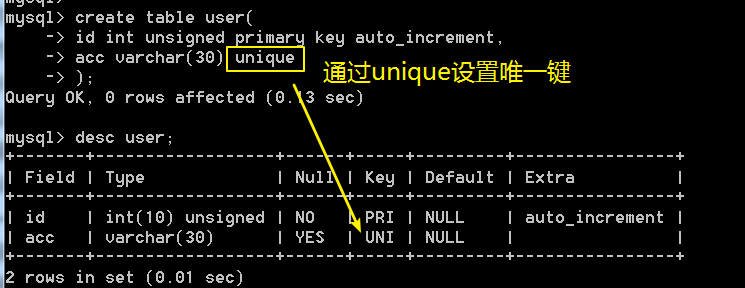 mysql> create table user(
    -> id int unsigned primary key auto_increment,
    -> acc varchar(30) unique
    -> );
通过unique设置唯一键
Query OK, 0 rows affected (0.13 sec)
mysql> desc user;
+-------+------------------+------+-----+---------+----------------+
| Field | Type             | Null | Key | Default | Extra          |
+-------+------------------+------+-----+---------+----------------+
| id    | int(10) unsigned | NO   | PRI | NULL    | auto_increment |
| acc   | varchar(30)      | YES  | UNI | NULL    |                |
+-------+------------------+------+-----+---------+----------------+
2 rows in set (0.01 sec)